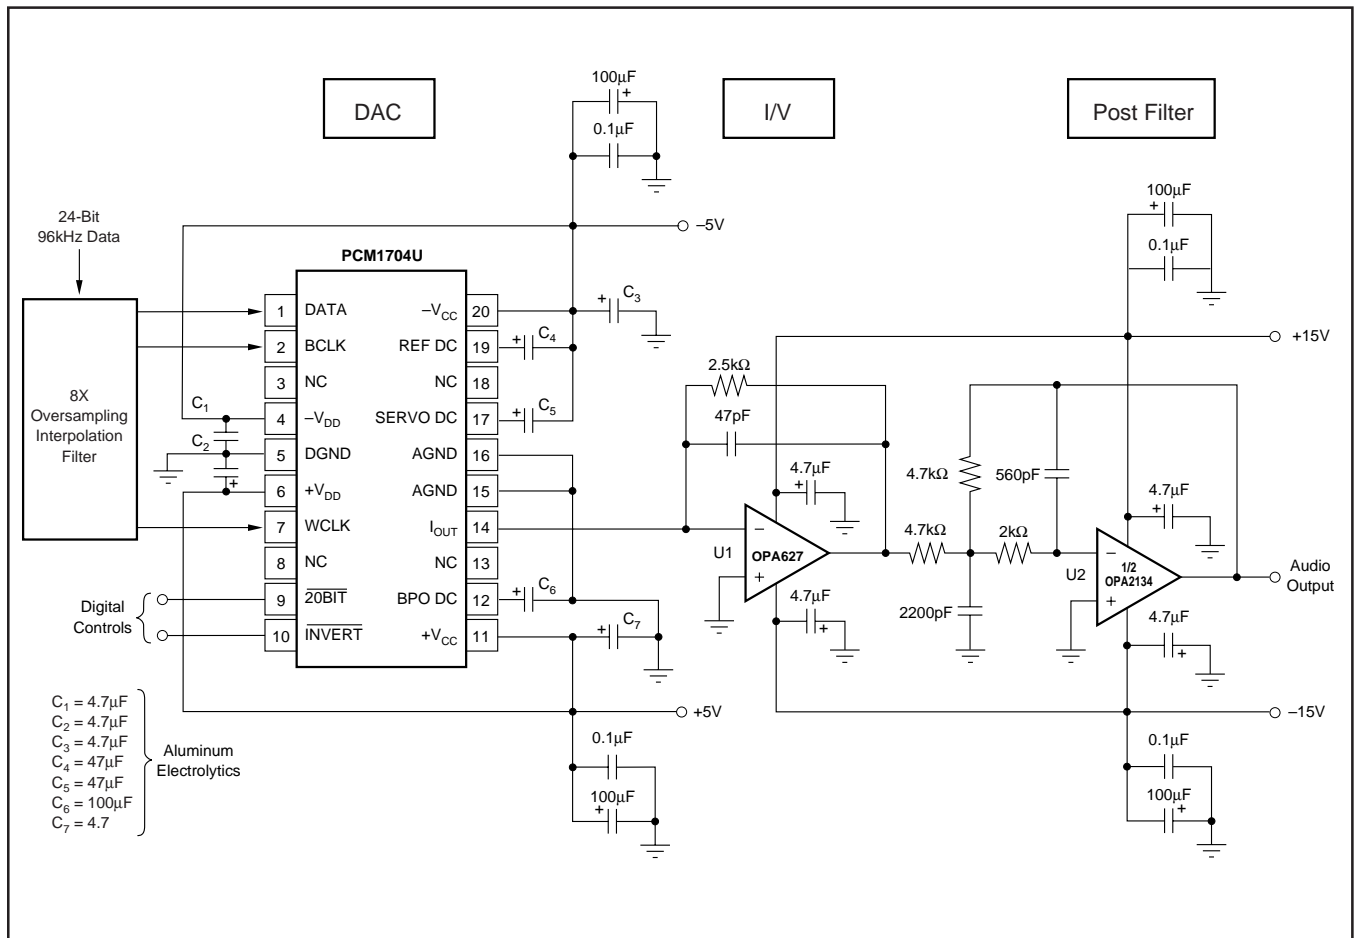 DAC
I/V
Post Filter
100µF
+
0.1µF
–5V
24-Bit
96kHz Data
8X
Oversampling
Interpolation
Filter
PCM1704U
1 DATA
2 BCLK
3 NC
4 –VDD
5 DGND
6 +VDD
7 WCLK
8 NC
9 20BIT
10 INVERT
–VCC 20
REF DC 19
NC 18
SERVO DC 17
AGND 16
AGND 15
IOUT 14
NC 13
BPO DC 12
+VCC 11
C1
C2
+
+ C3
+ C4
+ C5
+ C6
+ C7
Digital
Controls
C1 = 4.7µF
C2 = 4.7µF
C3 = 4.7µF
C4 = 47µF
C5 = 47µF
C6 = 100µF
C7 = 4.7
Aluminum
Electrolytics
+5V
0.1µF
100µF
+
2.5kΩ
47pF
4.7µF
+
U1
–
OPA627
+
4.7µF
+
4.7kΩ
4.7kΩ
2kΩ
560pF
2200pF
100µF
+
0.1µF
+15V
4.7µF
+
U2
–
1/2
OPA2134
+
4.7µF
+
Audio
Output
–15V
0.1µF
100µF
+